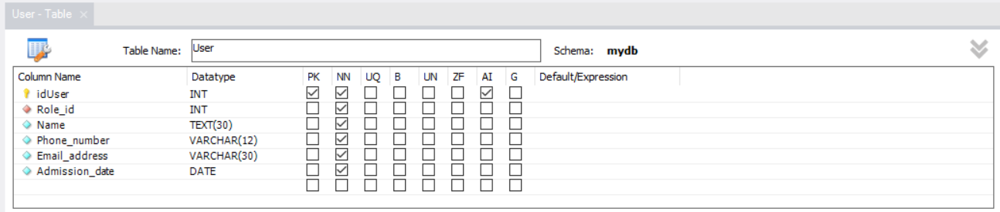 User - Table ×
Table Name: User Schema: mydb
Column Name Datatype PK NN UQ B UN ZF AI G Default/Expression
idUser INT
Role_id INT
Name TEXT(30)
Phone_number VARCHAR(12)
Email_address VARCHAR(30)
Admission_date DATE